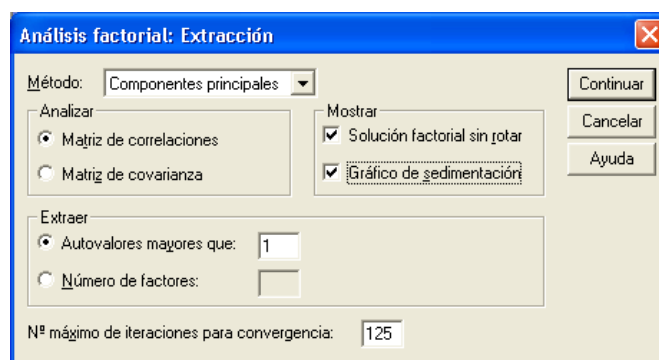 Análisis factorial: Extracción
Método: Componentes principales
Continuar
Analizar
Matriz de correlaciones
Matriz de covarianza
Mostrar
Solución factorial sin rotar
Gráfico de sedimentación
Cancelar
Ayuda
Extraer
Autovalores mayores que: 1
Número de factores:
Nº máximo de iteraciones para convergencia: 125